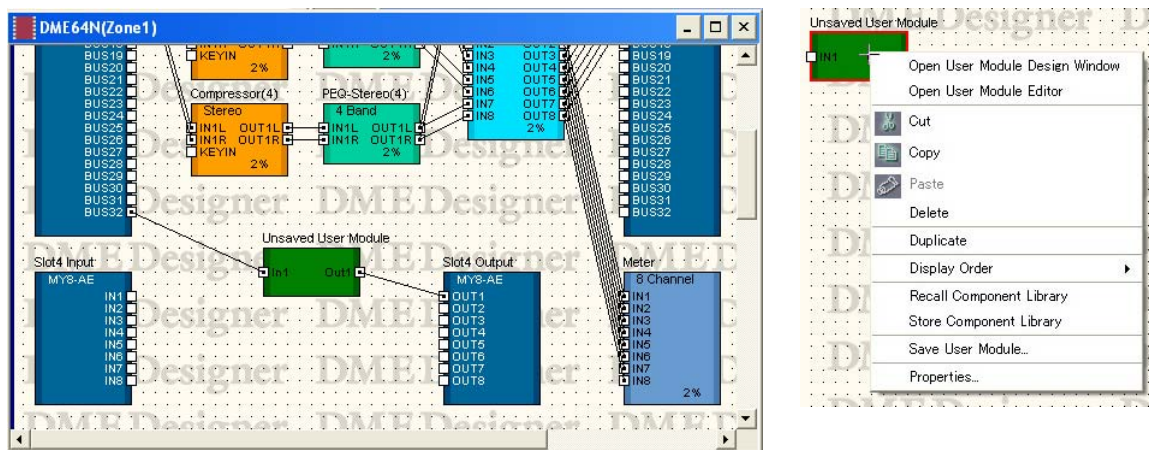 DME64N(Zone1)
BUS19
BUS20
BUS21
BUS22
BUS23
BUS24
BUS25
BUS26
BUS27
BUS28
BUS29
BUS30
BUS31
BUS32
KEYIN
2%
Compressor(4)
Stereo
IN1L OUT1L
IN1R OUT1R
KEYIN
2%
2%
PEQ-Stereo(4)
4 Band
IN1L OUT1L
IN1R OUT1R
2%
IN3 OUT3
IN4 OUT4
IN5 OUT5
IN6 OUT6
IN7 OUT7
IN8 OUT8
2%
BUS19
BUS20
BUS21
BUS22
BUS23
BUS24
BUS25
BUS26
BUS27
BUS28
BUS29
BUS30
BUS31
BUS32
Unsaved User Module
In1 Out1
Slot4 Input
MY8-AE
IN1
IN2
IN3
IN4
IN5
IN6
IN7
IN8
Slot4 Output
MY8-AE
OUT1
OUT2
OUT3
OUT4
OUT5
OUT6
OUT7
OUT8
Meter
8 Channel
IN1
IN2
IN3
IN4
IN5
IN6
IN7
IN8
2%
DME Designer
Unsaved User Module
IN1
Open User Module Design Window
Open User Module Editor
Cut
Copy
Paste
Delete
Duplicate
Display Order
Recall Component Library
Store Component Library
Save User Module...
Properties...